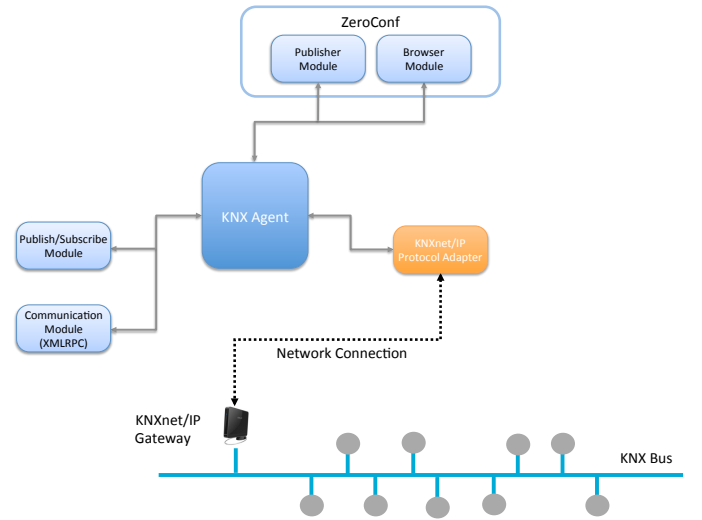 ZeroConf
Publisher
Module
Browser
Module
KNX Agent
Publish/Subscribe
Module
KNXnet/IP
Protocol Adapter
Communication
Module
(XMLRPC)
Network Connection
KNXnet/IP
Gateway
KNX Bus